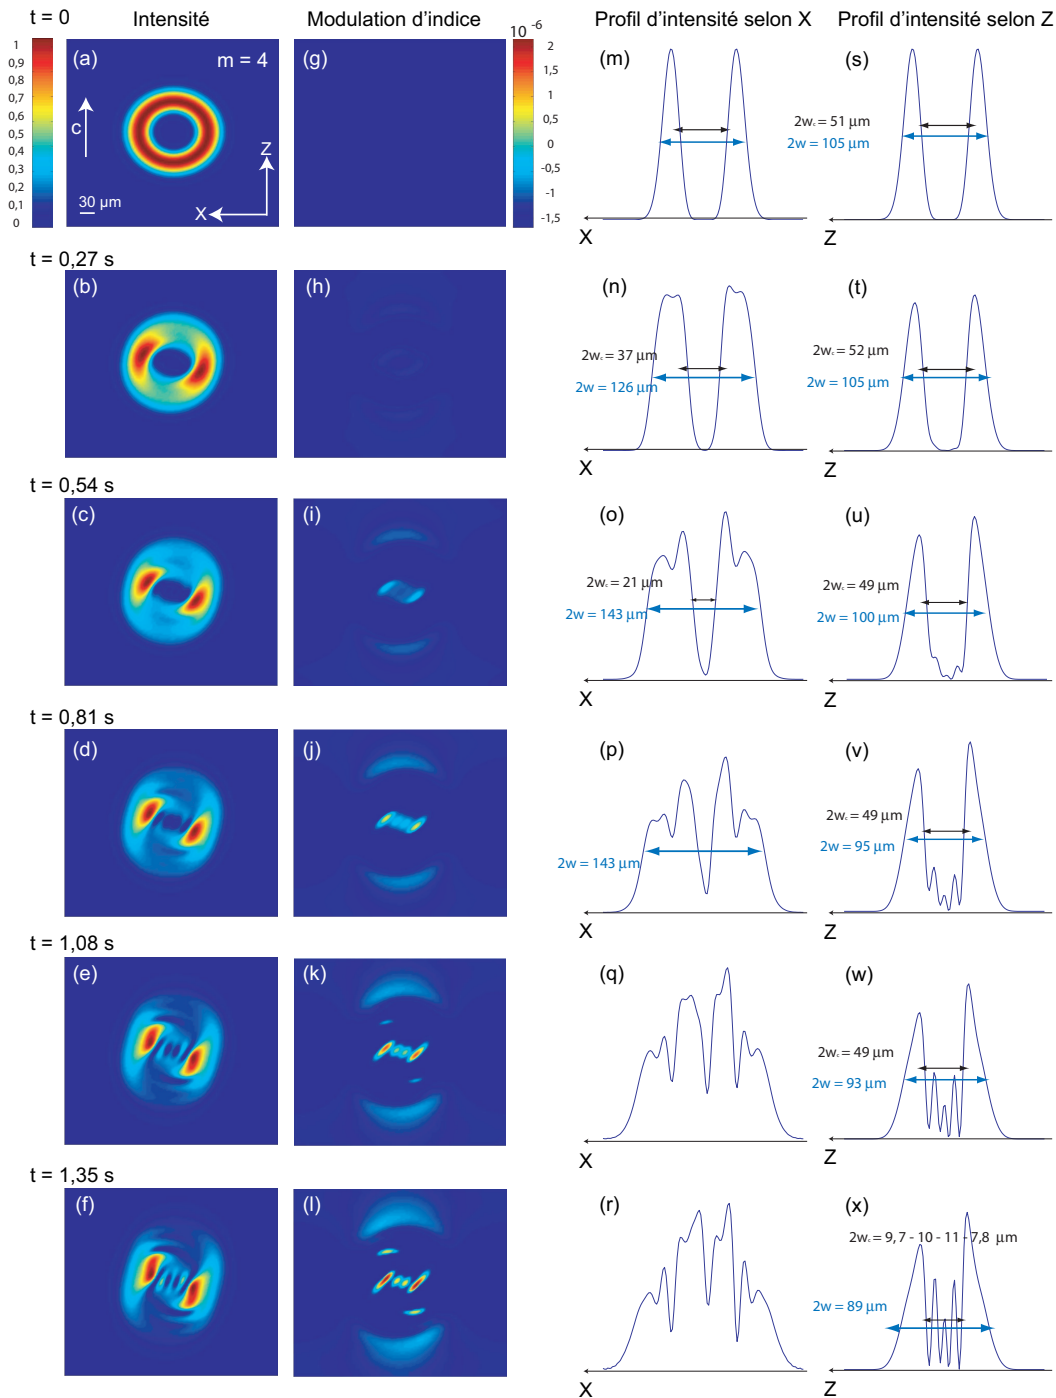 t = 0
Intensité
Modulation d'indice
Profil d'intensité selon X
Profil d'intensité selon Z
10 -6
1
0,9
0,8
0,7
0,6
0,5
0,4
0,3
0,2
0,1
0
(a)
m = 4
c
Z
X
30 µm
(g)
2
1
0,5
0
-0,5
-1
-1,5
(m)
2wc = 51 µm
2w = 105 µm
X
(s)
Z
t = 0,27 s
(b)
(h)
(n)
2wc = 37 µm
2w = 126 µm
X
(t)
2wc = 52 µm
2w = 105 µm
Z
t = 0,54 s
(c)
(i)
(o)
2wc = 21 µm
2w = 143 µm
X
(u)
2wc = 49 µm
2w = 100 µm
Z
t = 0,81 s
(d)
(j)
(p)
2w = 143 µm
X
(v)
2wc = 49 µm
2w = 95 µm
Z
t = 1,08 s
(e)
(k)
(q)
X
(w)
2wc = 49 µm
2w = 93 µm
Z
t = 1,35 s
(f)
(l)
(r)
X
(x)
2wc = 9,7 - 10 - 11 - 7,8 µm
2w = 89 µm
Z